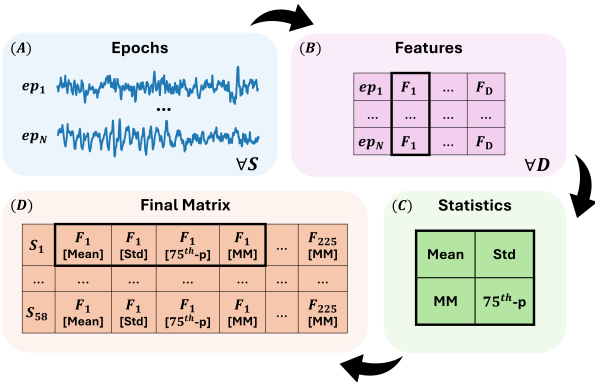 (A) Epochs
ep1
...
epN
∀S
(B) Features
ep1 F1 ... FD
... ... ... ...
epN F1 ... FD
∀D
(D) Final Matrix
S1 F1 [Mean] F1 [Std] F1 [75th-p] F1 [MM] ... F225 [MM]
... ... ... ... ... ... ...
S58 F1 [Mean] F1 [Std] F1 [75th-p] F1 [MM] ... F225 [MM]
(C) Statistics
Mean Std
MM 75th-p